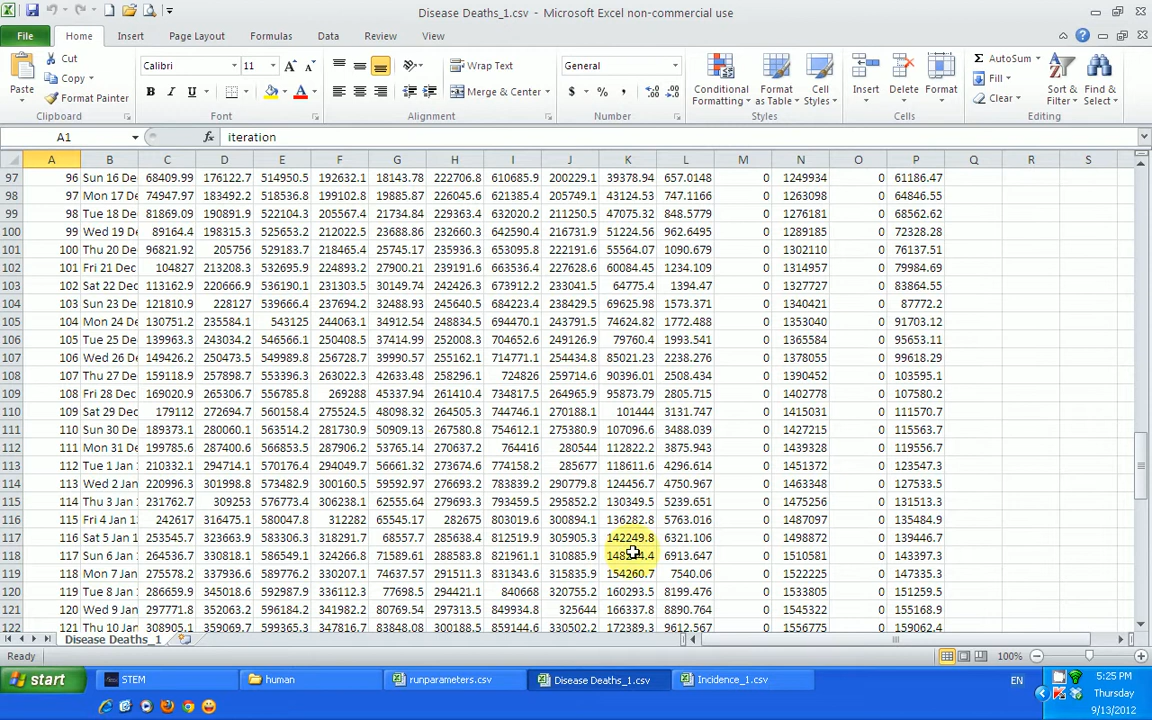 Disease Deaths_1.csv - Microsoft Excel non-commercial use
File Home Insert Page Layout Formulas Data Review View
Paste Cut Copy Format Painter Clipboard
Calibri 11 A A B I U A Font
Wrap Text Merge & Center Alignment
General $ % , Number
Conditional Formatting Format as Table Cell Styles Styles
Insert Delete Format Cells
Σ AutoSum Fill Clear Sort & Filter Find & Select Editing
A1 fx iteration
A B C D E F G H I J K L M N O P Q R S
97 96 Sun 16 De 68409.99 176122.7 514950.5 192632.1 18143.78 222706.8 610685.9 200229.1 39378.94 657.0148 0 1249934 0 61186.47
98 97 Mon 17 De 74947.97 183492.2 518536.8 199102.8 19885.87 226045.6 621385.4 205749.1 43124.53 747.1166 0 1263098 0 64846.55
99 98 Tue 18 De 81869.09 190891.9 522104.3 205567.4 21734.84 229363.4 632020.2 211250.5 47075.32 848.5779 0 1276181 0 68562.62
100 99 Wed 19 De 89164.4 198315.3 525653.2 212022.5 23688.86 232660.3 642590.4 216731.9 51224.56 962.6495 0 1289185 0 72328.28
101 100 Thu 20 Dec 96821.92 205756 529183.7 218465.4 25745.17 235936.3 653095.8 222191.6 55564.07 1090.679 0 1302110 0 76137.51
102 101 Fri 21 Dec 104827 213208.3 532695.9 224893.2 27900.21 239191.6 663536.4 227628.6 60084.45 1234.109 0 1314957 0 79984.69
103 102 Sat 22 Dec 113162.9 220666.9 536190.1 231303.5 30149.74 242426.3 673912.2 233041.5 64775.4 1394.47 0 1327727 0 83864.55
104 103 Sun 23 De 121810.9 228127 539666.4 237694.2 32488.93 245640.5 684223.4 238429.5 69625.98 1573.371 0 1340421 0 87772.2
105 104 Mon 24 De 130751.2 235584.1 543125 244063.1 34912.54 248834.5 694470.1 243791.5 74624.82 1772.488 0 1353040 0 91703.12
106 105 Tue 25 De 139963.3 243034.2 546566.1 250408.5 37414.99 252008.3 704652.6 249126.9 79760.4 1993.541 0 1365589 0 95653.11
107 106 Wed 26 De 149426.2 250473.5 549989.8 256728.7 39990.57 255162.1 714771.1 254434.8 85021.23 2238.276 0 1378055 0 99618.29
108 107 Thu 27 Dec 159118.9 257898.7 553396.3 263022.3 42633.48 258296.1 724826 259714.6 90396.01 2508.434 0 1390452 0 103595.1
109 108 Fri 28 Dec 169020.9 265306.7 556785.8 269288 45337.94 261410.4 734817.5 264965.9 95873.79 2805.715 0 1402778 0 107580.2
110 109 Sat 29 Dec 179112 272694.7 560158.4 275524.5 48098.32 264505.3 744746.1 270188.1 101444 3131.747 0 1415031 0 111570.7
111 110 Sun 30 De 189373.1 280060.1 563514.2 281730.9 50909.13 267580.8 754612.1 275380.9 107096.6 3488.039 0 1427215 0 115563.7
112 111 Mon 31 De 199785.6 287400.6 566853.5 287906.2 53765.14 270637.2 764416 280544 112822.2 3875.943 0 1439328 0 119556.7
113 112 Tue 1 Jan 1 210332.1 294714.1 570176.4 294049.7 56661.32 273674.6 774158.2 285677 118611.6 4296.614 0 1451372 0 123547.3
114 113 Wed 2 Jan 220996.3 301998.8 573482.9 300160.5 59592.97 276693.2 783839.2 290779.8 124456.7 4750.967 0 1463348 0 127533.5
115 114 Thu 3 Jan 1 231762.7 309253 576773.4 306238.1 62555.64 279693.3 793459.5 295852.2 130349.5 5239.651 0 1475256 0 131513.3
116 115 Fri 4 Jan 13 242617 316475.2 580047.8 312282 65545.17 282675 803019.6 300894.1 136282.8 5763.016 0 1487097 0 135484.9
117 116 Sat 5 Jan 1 253545.7 323663.9 583306.3 318291.7 68557.7 285638.4 812519.9 305905.3 142249.8 6321.106 0 1498872 0 139446.7
118 117 Sun 6 Jan 1 264536.7 330818.1 586549.1 324266.8 71589.61 288583.8 821961.1 310885.9 6913.647 0 1510581 0 143397.3
119 118 Mon 7 Jan 275578.2 337936.6 589776.2 330207.1 74637.57 291511.3 831343.6 315835.9 154260.7 7540.06 0 1522225 0 147335.3
120 119 Tue 8 Jan 1 286659.9 345018.6 592987.9 336112.3 77698.5 294421.1 840668 320755.2 160293.5 8199.476 0 1533805 0 151259.5
121 120 Wed 9 Jan 297771.8 352063.2 596184.2 341982.2 80769.54 297313.5 849934.8 325644 166337.8 8890.764 0 1545322 0 155168.9
122 121 Thu 10 Jan 308905.1 359069.7 599365.3 347816.7 83848.08 300188.5 859144.6 330502.2 172389.3 9612.567 0 1556775 0 159062.4
Disease Deaths_1
Ready 100%
start STEM human runparameters.csv Disease Deaths_1.csv Incidence_1.csv EN 5:25 PM
Thursday
9/13/2012